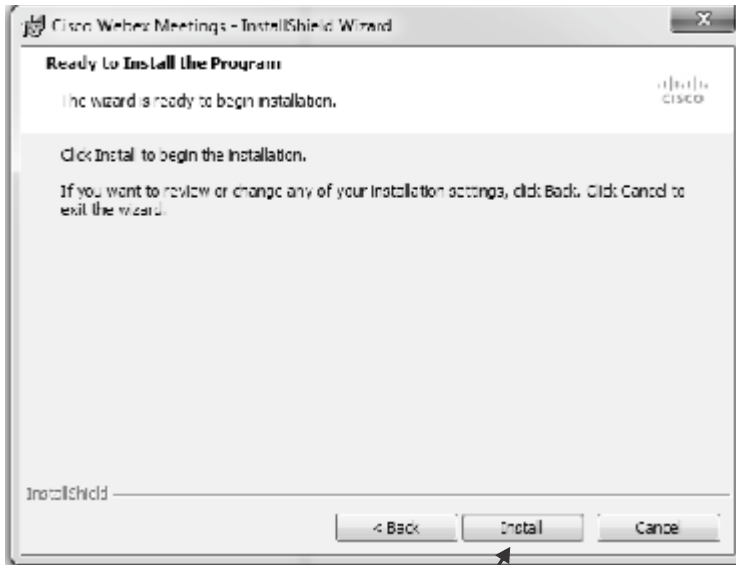 Cisco Webex Meetings - InstallShield Wizard
Ready to Install the Program
The wizard is ready to begin installation.
CISCO
Click Install to begin the installation.
If you want to review or change any of your installation settings, click Back. Click Cancel to
exit the wizard.
InstallShield
< Back
Install
Cancel